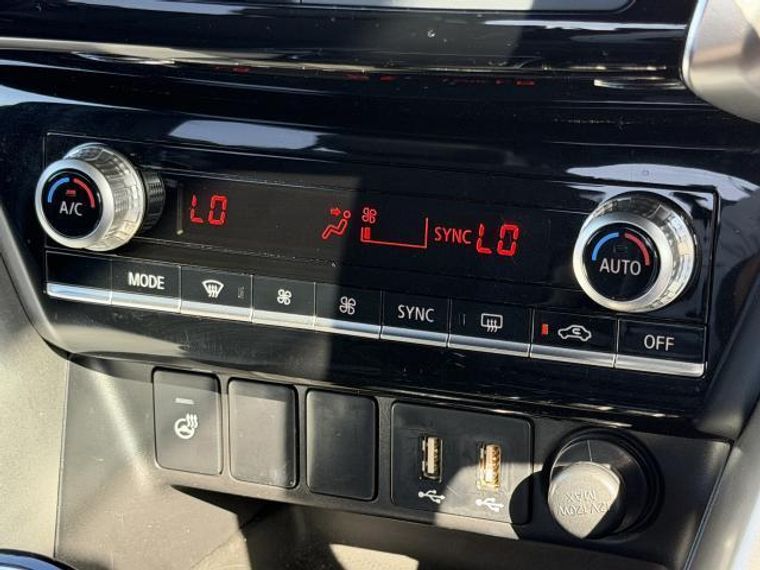 LO
SYNC LO
A/C
AUTO
MODE
SYNC
OFF
12V 120W
MAX